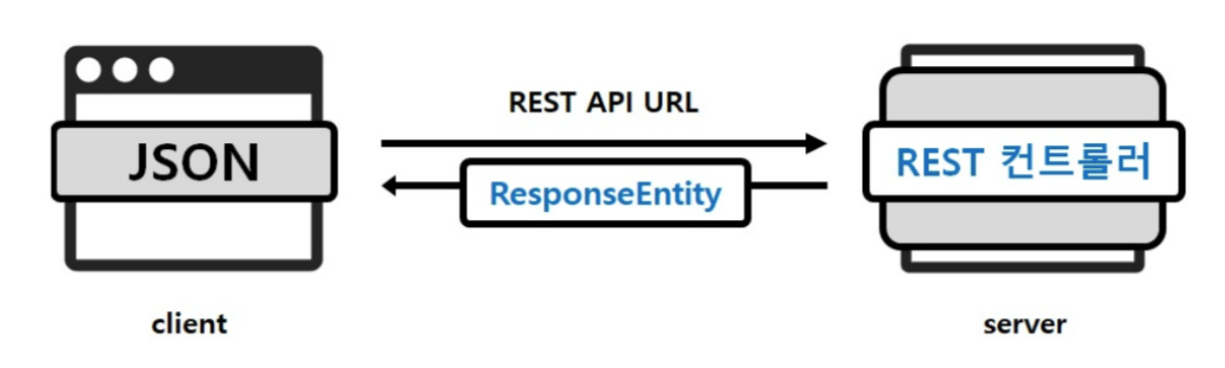 REST API URL
JSON
REST 컨트롤러
ResponseEntity
client
server